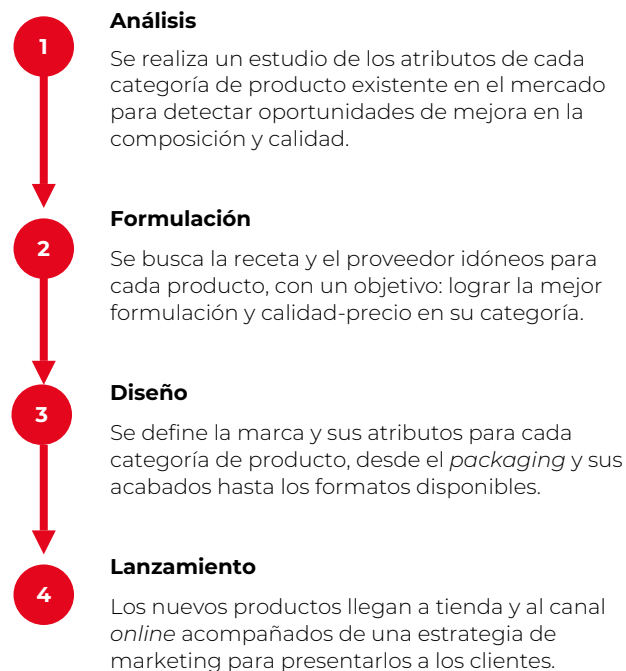 1
Análisis
Se realiza un estudio de los atributos de cada
categoría de producto existente en el mercado
para detectar oportunidades de mejora en la
composición y calidad.
2
Formulación
Se busca la receta y el proveedor idóneos para
cada producto, con un objetivo: lograr la mejor
formulación y calidad-precio en su categoría.
3
Diseño
Se define la marca y sus atributos para cada
categoría de producto, desde el packaging y sus
acabados hasta los formatos disponibles.
4
Lanzamiento
Los nuevos productos llegan a tienda y al canal
online acompañados de una estrategia de
marketing para presentarlos a los clientes.